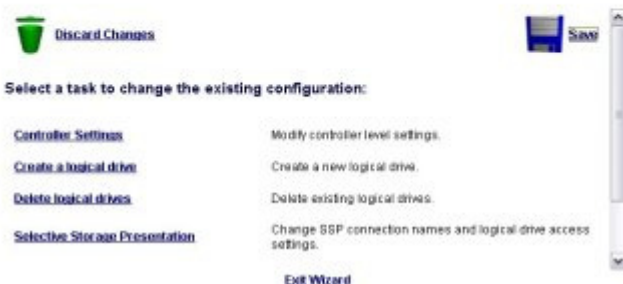 Discard Changes
Save
Select a task to change the existing configuration:
Controller Settings
Modify controller level settings.
Create a logical drive
Create a new logical drive.
Delete logical drives
Delete existing logical drives.
Selective Storage Presentation
Change SSP connection names and logical drive access
settings.
Exit Wizard